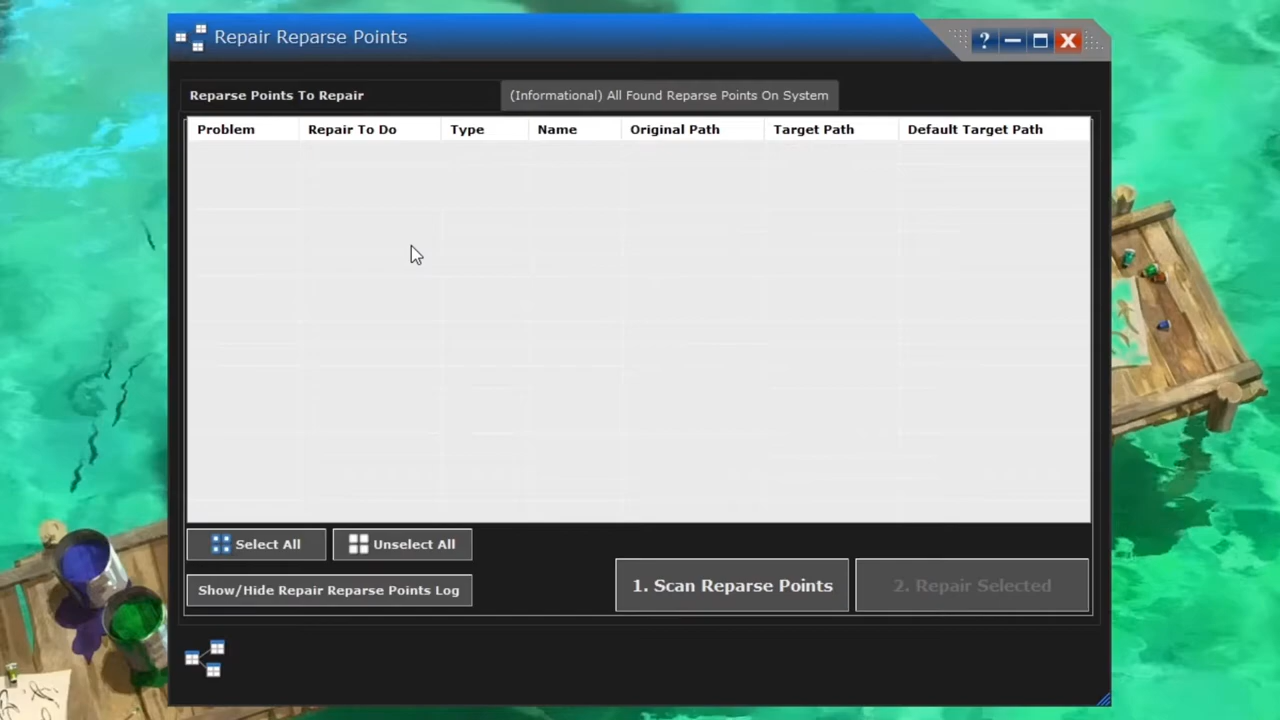 Repair Reparse Points
?
Reparse Points To Repair
(Informational) All Found Reparse Points On System
Problem Repair To Do Type Name Original Path Target Path Default Target Path
Select All
Unselect All
Show/Hide Repair Reparse Points Log
1. Scan Reparse Points
2. Repair Selected